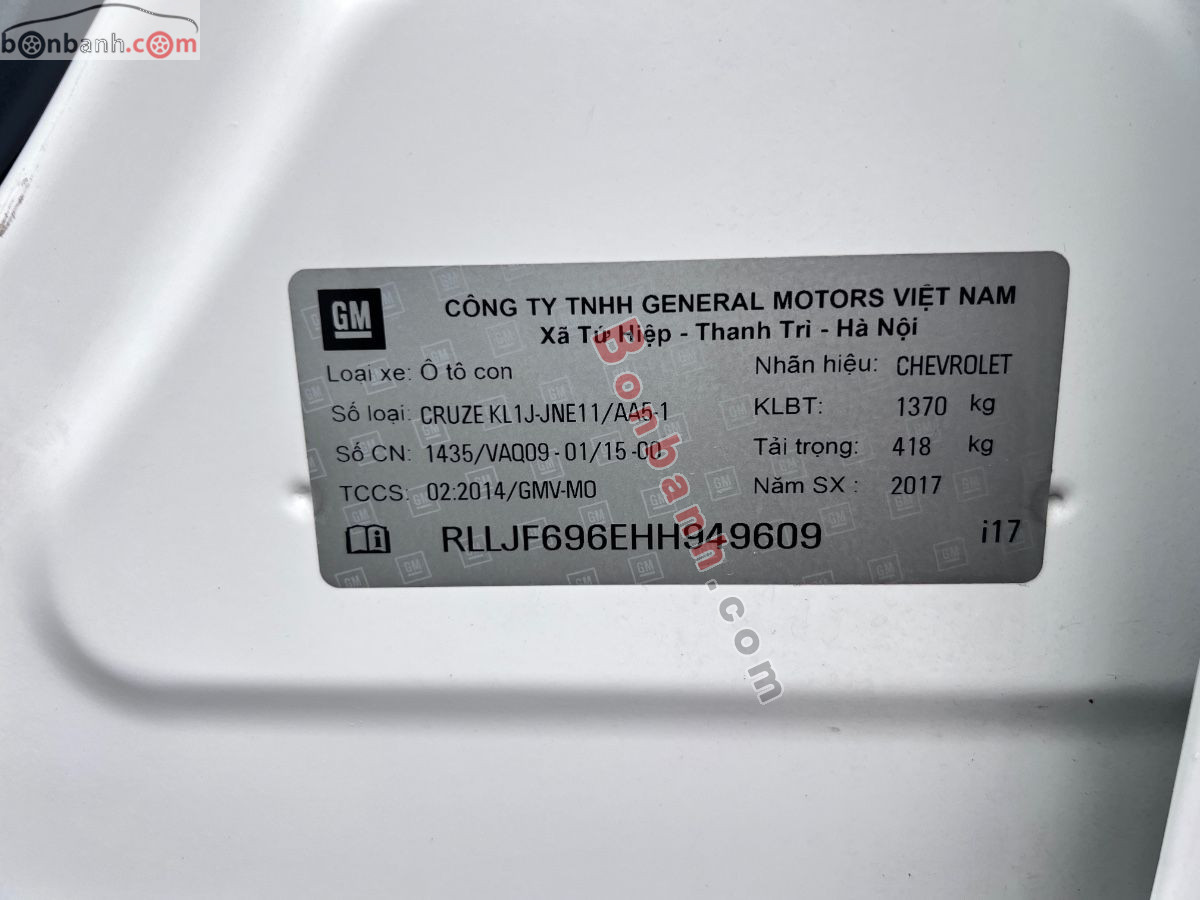 bonbanh.com
GM
CÔNG TY TNHH GENERAL MOTORS VIỆT NAM
Xã Tứ Hiệp - Thanh Trì - Hà Nội
Loại xe: Ô tô con Nhãn hiệu: CHEVROLET
Số loại: CRUZE KL1J-JNE11/AA5-1 KLBT: 1370 kg
Số CN: 1435/VAQ09-01/15-00 Tải trọng: 418 kg
TCCS: 02:2014/GMV-MO Năm SX : 2017
RLLJF696EHH949609 i17
Bonbanh.com